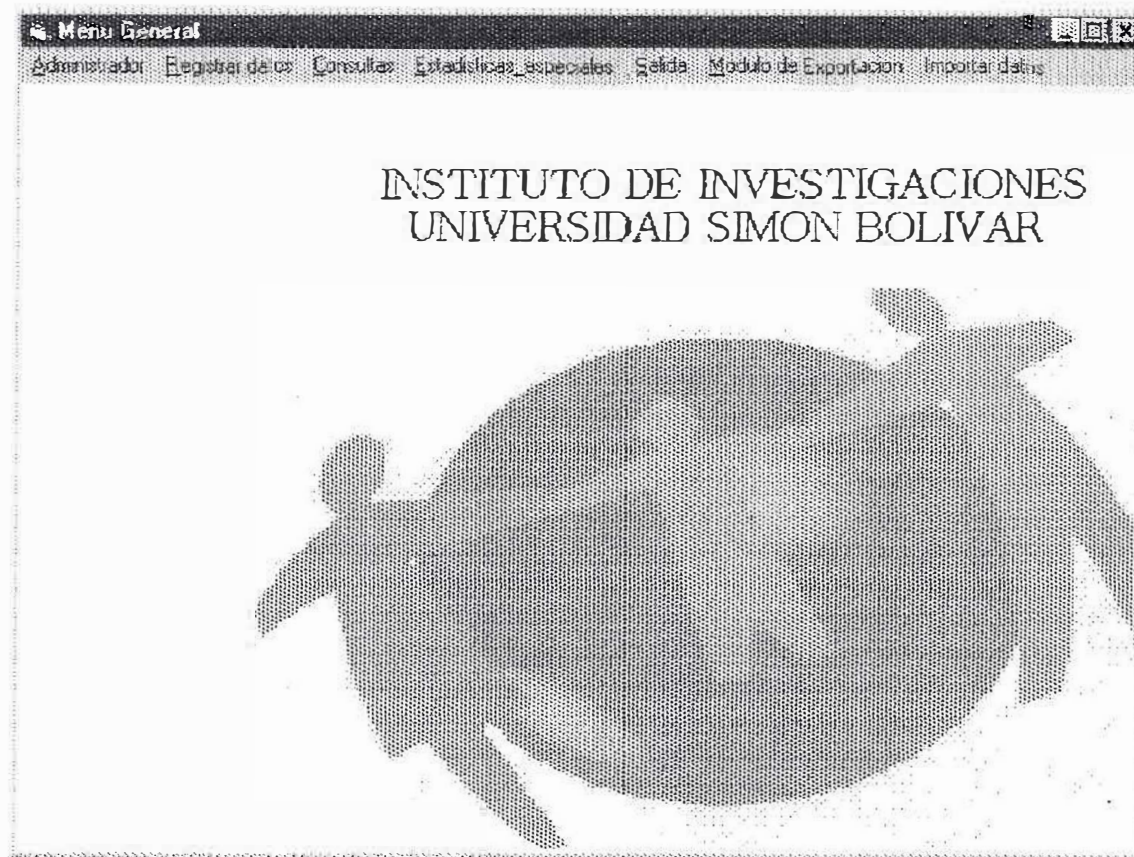 Menu General
Administrador Registrar datos Consultas Estadisticas_especiales Salida Modulo de Exportacion Importar datos
INSTITUTO DE INVESTIGACIONES
UNIVERSIDAD SIMON BOLIVAR